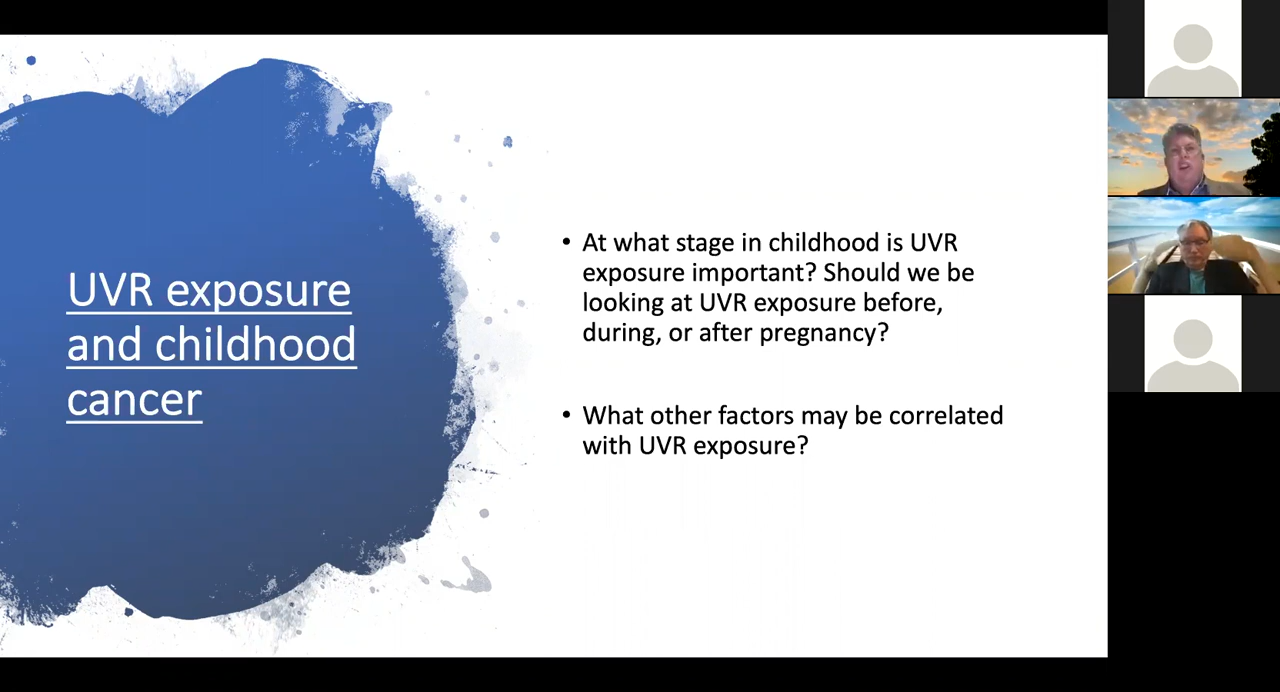 UVR exposure
and childhood
cancer
• At what stage in childhood is UVR
exposure important? Should we be
looking at UVR exposure before,
during, or after pregnancy?
• What other factors may be correlated
with UVR exposure?